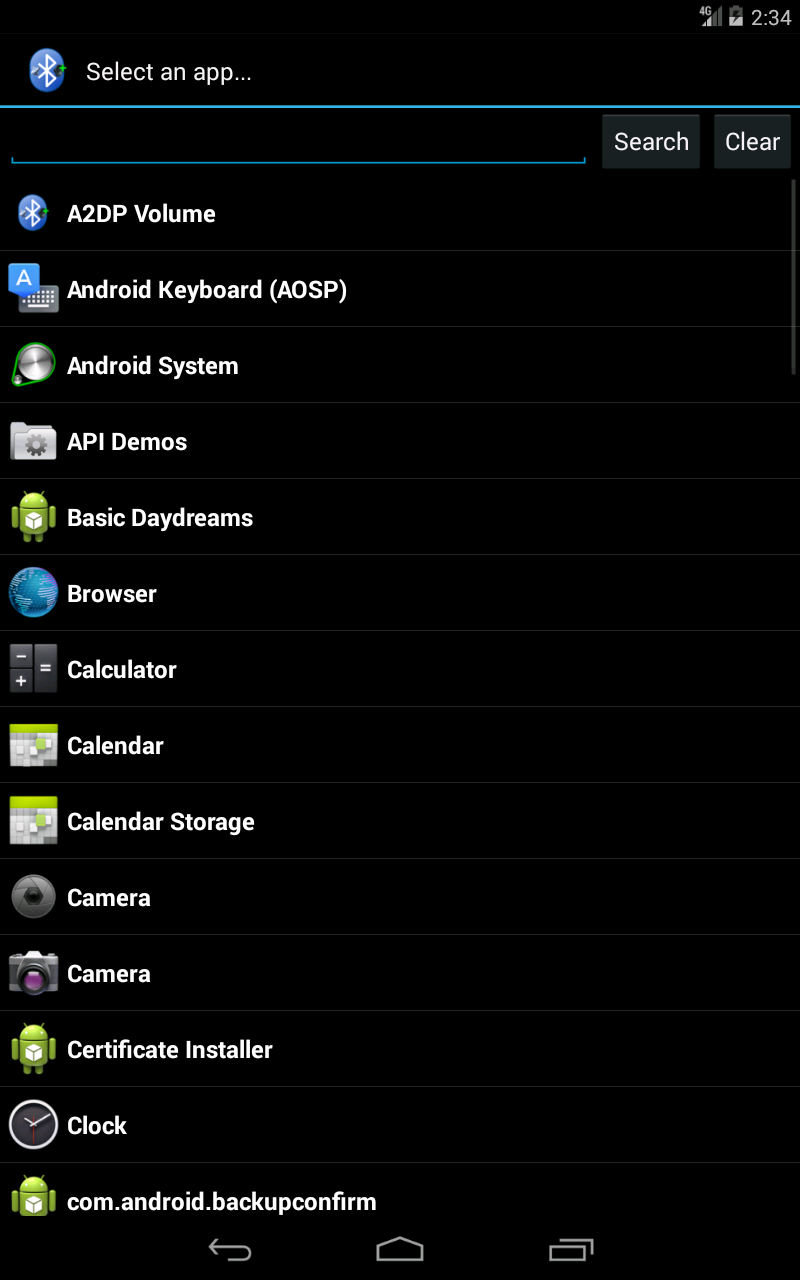 4G 2:34
Select an app...
Search Clear
A2DP Volume
A
Android Keyboard (AOSP)
Android System
API Demos
Basic Daydreams
Browser
Calculator
Calendar
Calendar Storage
Camera
Camera
Certificate Installer
Clock
com.android.backupconfirm